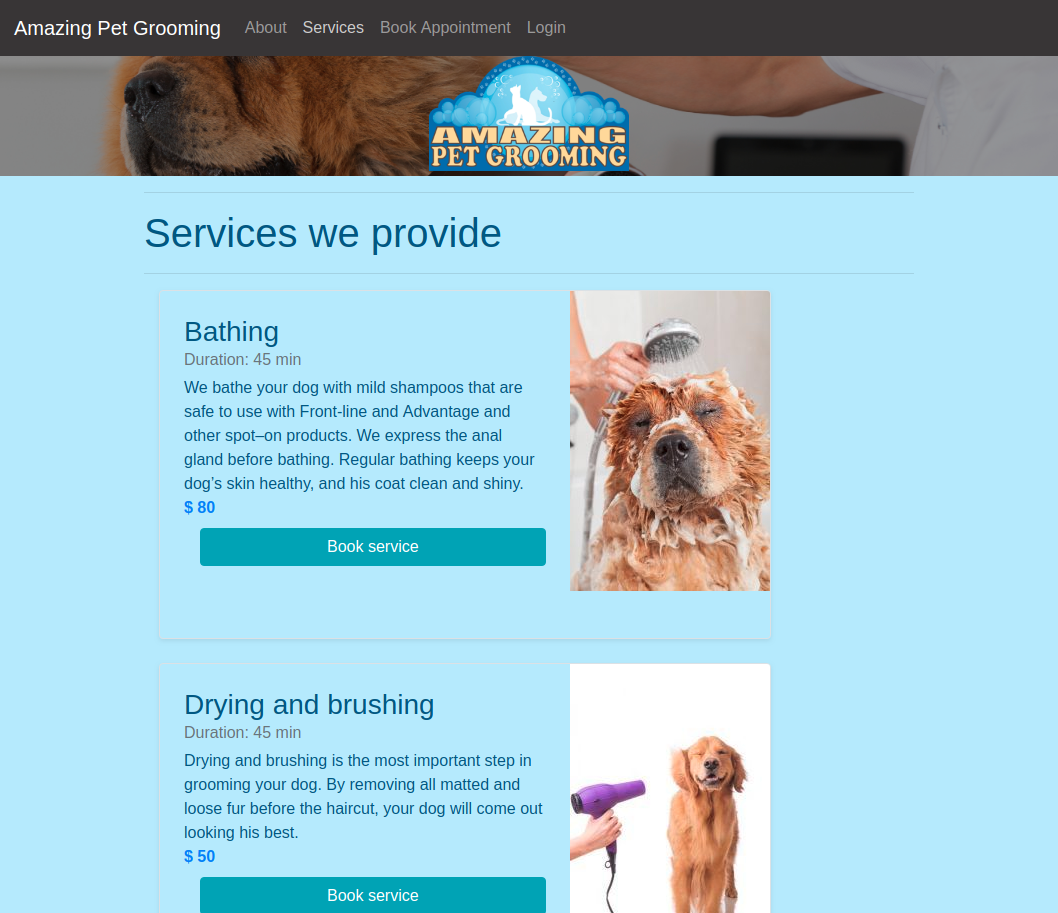 Amazing Pet Grooming About Services Book Appointment Login
AMAZING
PET GROOMING
Services we provide
Bathing
Duration: 45 min
We bathe your dog with mild shampoos that are
safe to use with Front-line and Advantage and
other spot–on products. We express the anal
gland before bathing. Regular bathing keeps your
dog’s skin healthy, and his coat clean and shiny.
$ 80
Book service
Drying and brushing
Duration: 45 min
Drying and brushing is the most important step in
grooming your dog. By removing all matted and
loose fur before the haircut, your dog will come out
looking his best.
$ 50
Book service